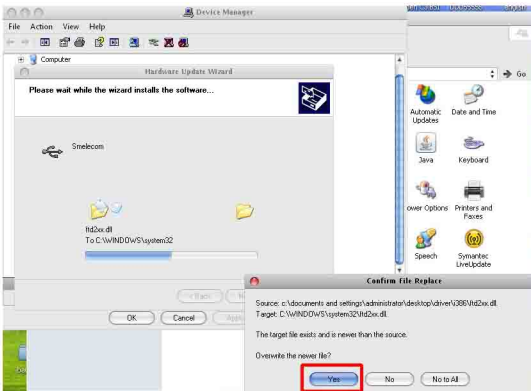 Device Manager
File Action View Help
Computer
Hardware Update Wizard
Please wait while the wizard installs the software...
Smelecom
ftd2xx.dll
To C:\WINDOWS\system32
OK Cancel
Go
Automatic Updates
Date and Time
Java
Keyboard
ower Options
Printers and Faxes
Speech
Symantec LiveUpdate
Confirm File Replace
Source: c:\documents and settings\administrator\desktop\driver\i386\ftd2xx.dll.
Target: C:\WINDOWS\system32\ftd2xx.dll.
The target file exists and is newer than the source.
Overwrite the newer file?
Yes No No to All